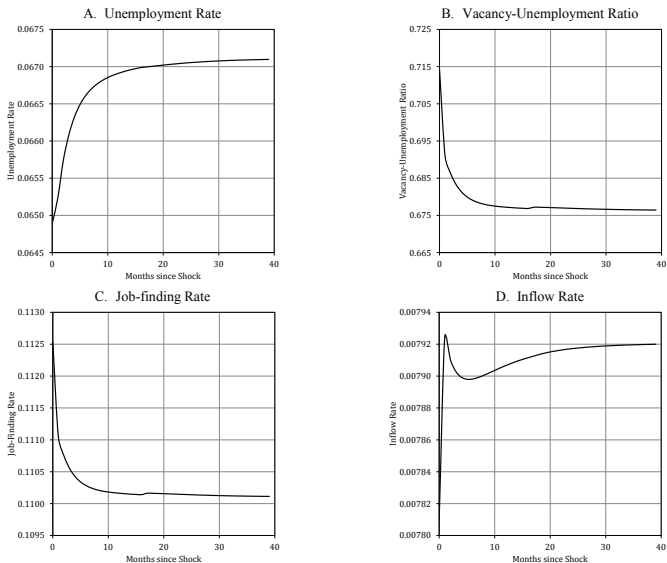 A. Unemployment Rate
0.0675
0.0670
0.0665
0.0660
0.0655
0.0650
0.0645
Unemployment Rate
0 10 20 30 40
Months since Shock
B. Vacancy-Unemployment Ratio
0.725
0.715
0.705
0.695
0.685
0.675
0.665
Vacancy-Unemployment Ratio
0 10 20 30 40
Months since Shock
C. Job-finding Rate
0.1130
0.1125
0.1120
0.1115
0.1110
0.1105
0.1100
0.1095
Job-Finding Rate
0 10 20 30 40
Months since Shock
D. Inflow Rate
0.00794
0.00792
0.00790
0.00788
0.00786
0.00784
0.00782
0.00780
Inflow Rate
0 10 20 30 40
Months since Shock